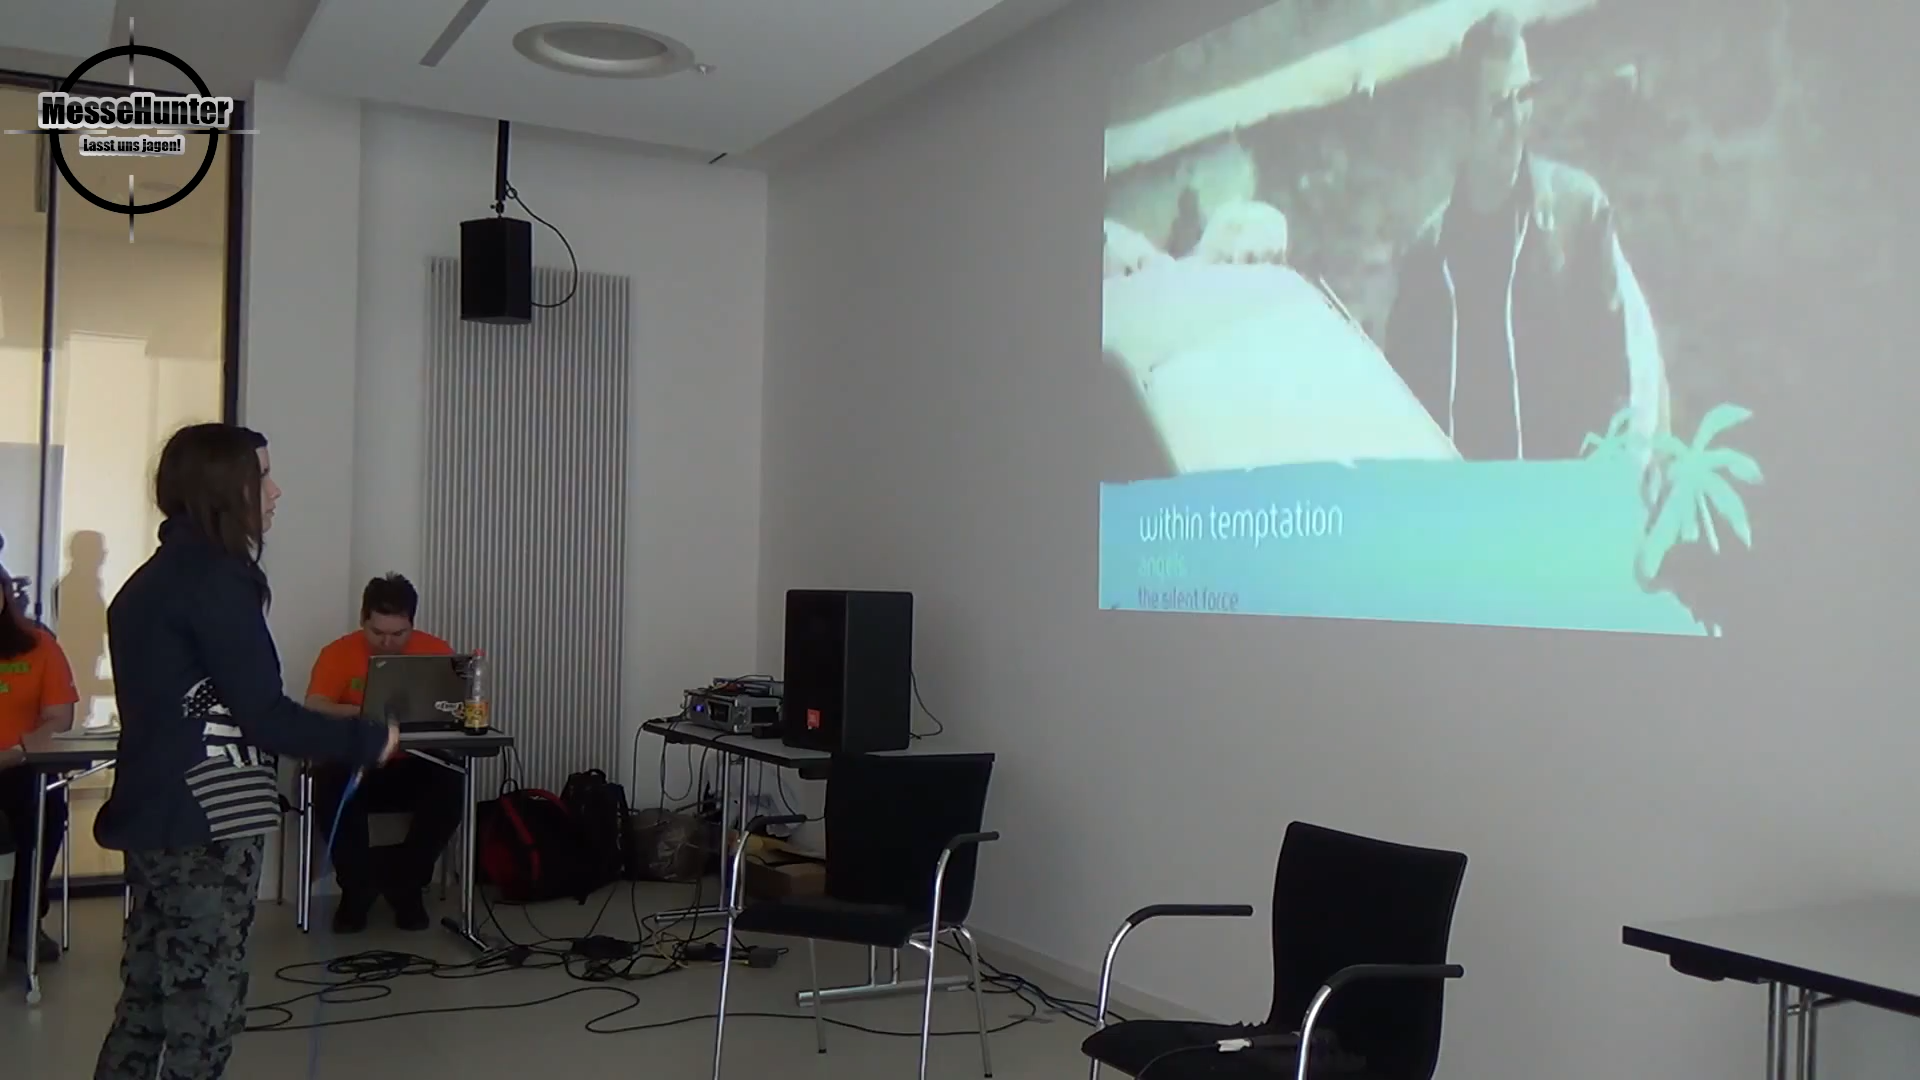 MesseHunter
Lasst uns jagen!
within temptation
angels
the silent force